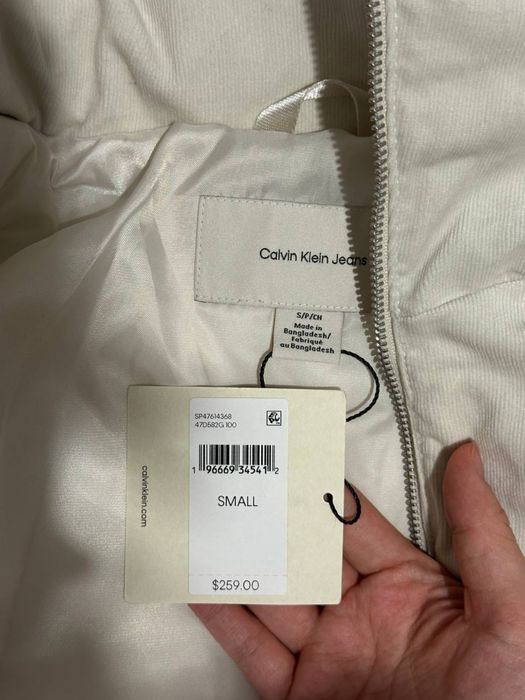 Calvin Klein Jeans
S/P/CH
Made in
Bangladesh/
Fabriqué
au Bangladesh
SP47614368
47D582G 100
1 96669 34541 2
SMALL
$259.00
calvinklein.com